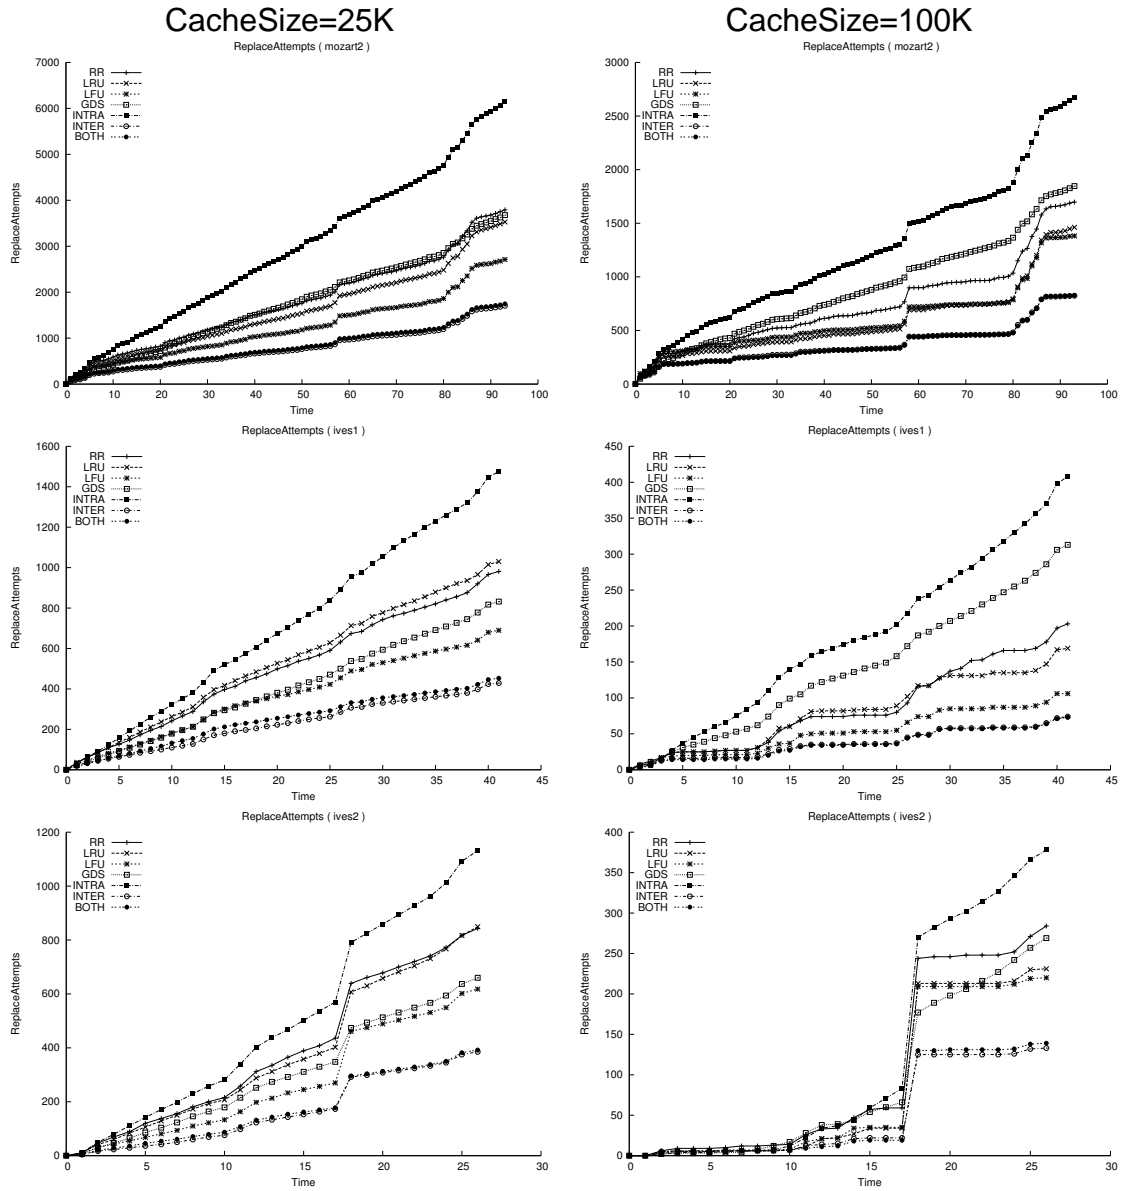 CacheSize=25K
CacheSize=100K
ReplaceAttempts ( mozart2 )
7000
6000
5000
4000
3000
2000
1000
0
ReplaceAttempts
RR
LRU
LFU
GDS
INTRA
INTER
BOTH
0 10 20 30 40 50 60 70 80 90 100
Time
ReplaceAttempts ( mozart2 )
3000
2500
2000
1500
1000
500
0
ReplaceAttempts
RR
LRU
LFU
GDS
INTRA
INTER
BOTH
0 10 20 30 40 50 60 70 80 90 100
Time
ReplaceAttempts ( ives1 )
1600
1400
1200
1000
800
600
400
200
0
ReplaceAttempts
RR
LRU
LFU
GDS
INTRA
INTER
BOTH
0 5 10 15 20 25 30 35 40 45
Time
ReplaceAttempts ( ives1 )
450
400
350
300
250
200
150
100
50
0
ReplaceAttempts
RR
LRU
LFU
GDS
INTRA
INTER
BOTH
0 5 10 15 20 25 30 35 40 45
Time
ReplaceAttempts ( ives2 )
1200
1000
800
600
400
200
0
ReplaceAttempts
RR
LRU
LFU
GDS
INTRA
INTER
BOTH
0 5 10 15 20 25 30
Time
ReplaceAttempts ( ives2 )
400
350
300
250
200
150
100
50
0
ReplaceAttempts
RR
LRU
LFU
GDS
INTRA
INTER
BOTH
0 5 10 15 20 25 30
Time